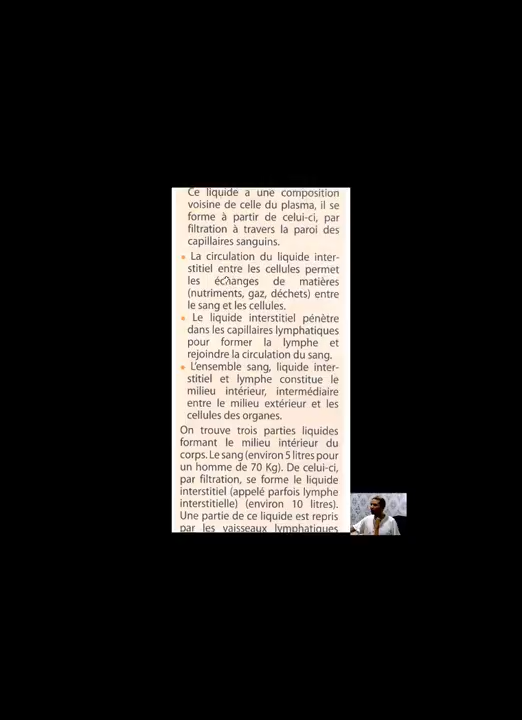 Ce liquide a une composition
voisine de celle du plasma, il se
forme à partir de celui-ci, par
filtration à travers la paroi des
capillaires sanguins.
• La circulation du liquide inter-
stitiel entre les cellules permet
les échanges de matières
(nutriments, gaz, déchets) entre
le sang et les cellules.
• Le liquide interstitiel pénètre
dans les capillaires lymphatiques
pour former la lymphe et
rejoindre la circulation du sang.
• L'ensemble sang, liquide inter-
stitiel et lymphe constitue le
milieu intérieur, intermédiaire
entre le milieu extérieur et les
cellules des organes.
On trouve trois parties liquides
formant le milieu intérieur du
corps. Le sang (environ 5 litres pour
un homme de 70 Kg). De celui-ci,
par filtration, se forme le liquide
interstitiel (appelé parfois lymphe
interstitielle) (environ 10 litres).
Une partie de ce liquide est repris
par les vaisseaux lymphatiques